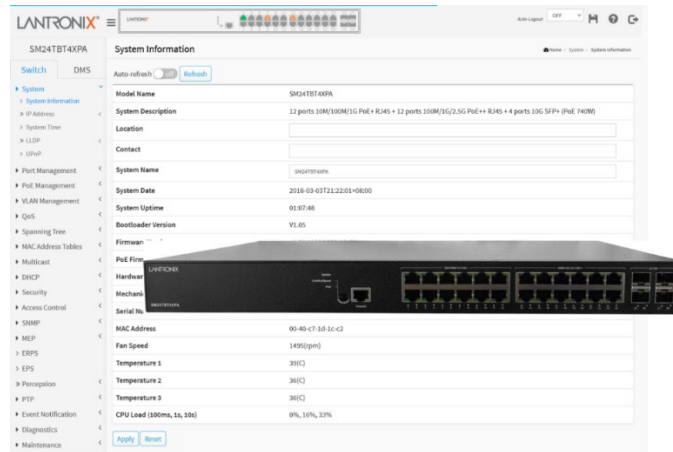 LANTRONIX
LANTRONIX
Auto-Logout OFF
SM24TBT4XPA
System Information
Home - System - System Information
Switch DMS
Auto-refresh off Refresh
System
System Information
IP Address
System Time
LLDP
UPnP
Port Management
PoE Management
VLAN Management
QoS
Spanning Tree
MAC Address Tables
Multicast
DHCP
Security
Access Control
SNMP
MEP
ERPS
EPS
Perception
PTP
Event Notification
Diagnostics
Maintenance
Model Name SM24TBT4XPA
System Description 12 ports 10M/100M/1G PoE+ RJ45 + 12 ports 100M/1G/2.5G PoE++ RJ45 + 4 ports 10G SFP+ (PoE 740W)
Location
Contact
System Name SM24TBT4XPA
System Date 2018-03-03T21:22:01+08:00
System Uptime 01:07:48
Bootloader Version V1.05
Firmwar
PoE Firm
Hardwar
Mechani
Serial Nu
LANTRONIX
SM24TBT4XPA
MAC Address 00-40-c7-1d-1c-c2
Fan Speed 1495(rpm)
Temperature 1 39(C)
Temperature 2 36(C)
Temperature 3 36(C)
CPU Load (100ms, 1s, 10s) 0%, 16%, 33%
Apply Reset